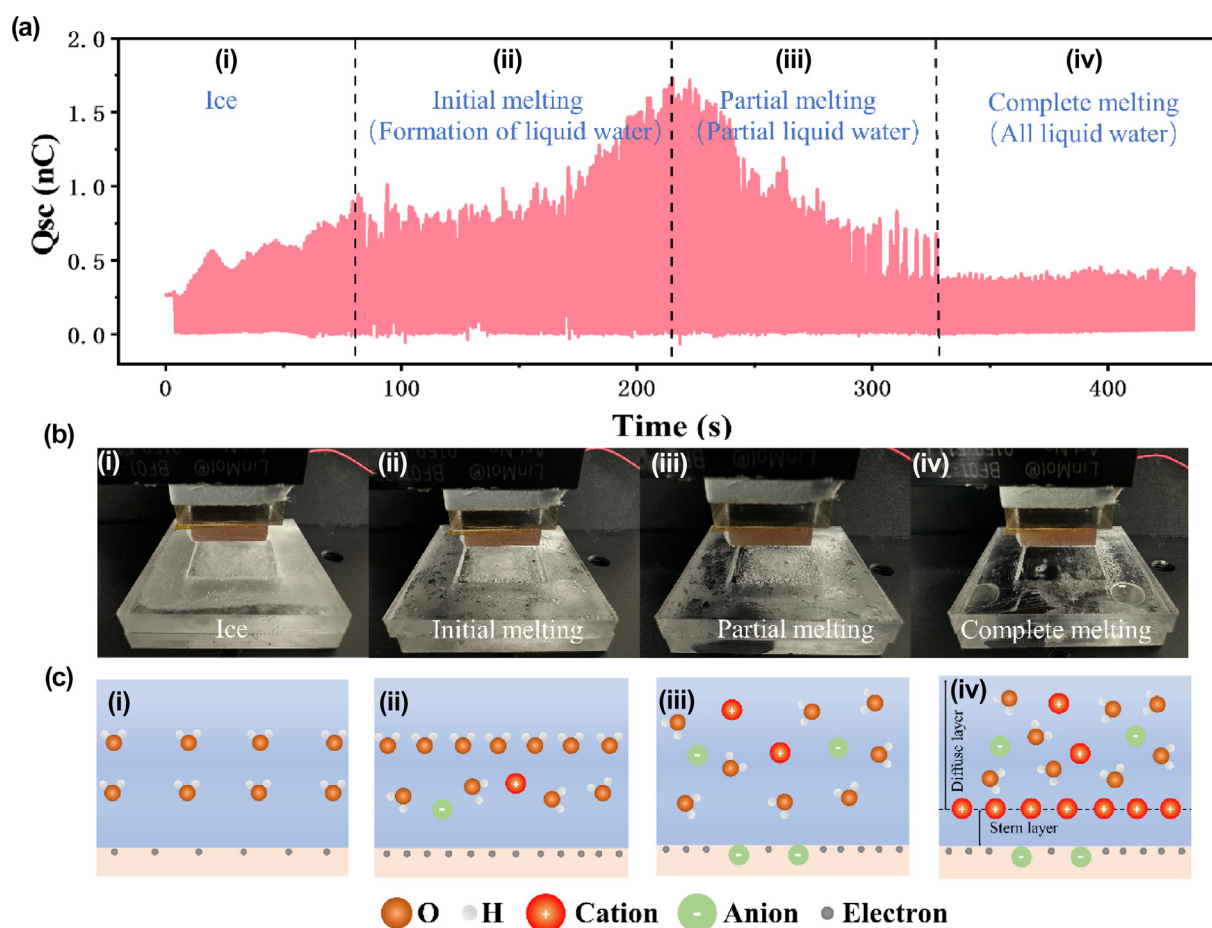 (a)
2.0
1.5
1.0
0.5
0.0
Qsc (nC)
(i)
Ice
(ii)
Initial melting
(Formation of liquid water)
(iii)
Partial melting
(Partial liquid water)
(iv)
Complete melting
(All liquid water)
0 100 200 300 400
Time (s)
(b)
(i)
Ice
(ii)
Initial melting
(iii)
Partial melting
(iv)
Complete melting
LinMot®
LinMot®
LinMot®
(c)
(i)
(ii)
(iii)
(iv)
Diffuse layer
Stern layer
O H Cation Anion Electron